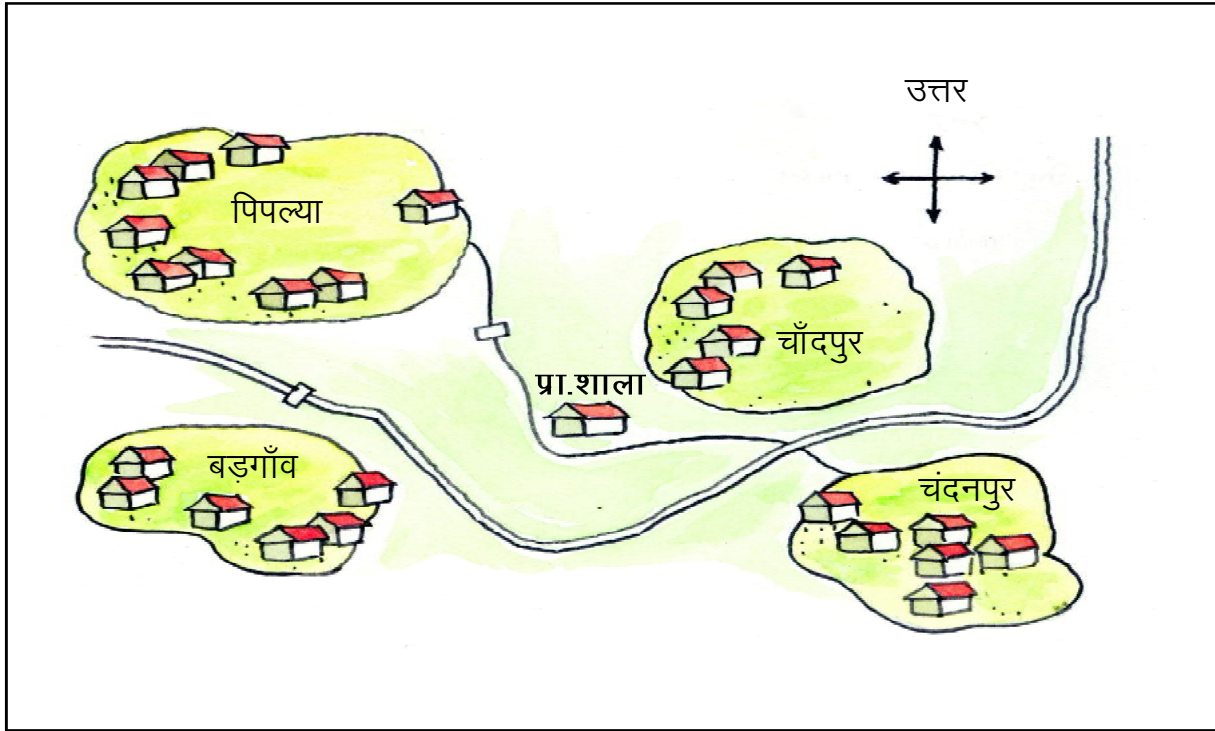 उत्तर
पिपल्या
चाँदपुर
प्रा.शाला
बड़गाँव
चंदनपुर